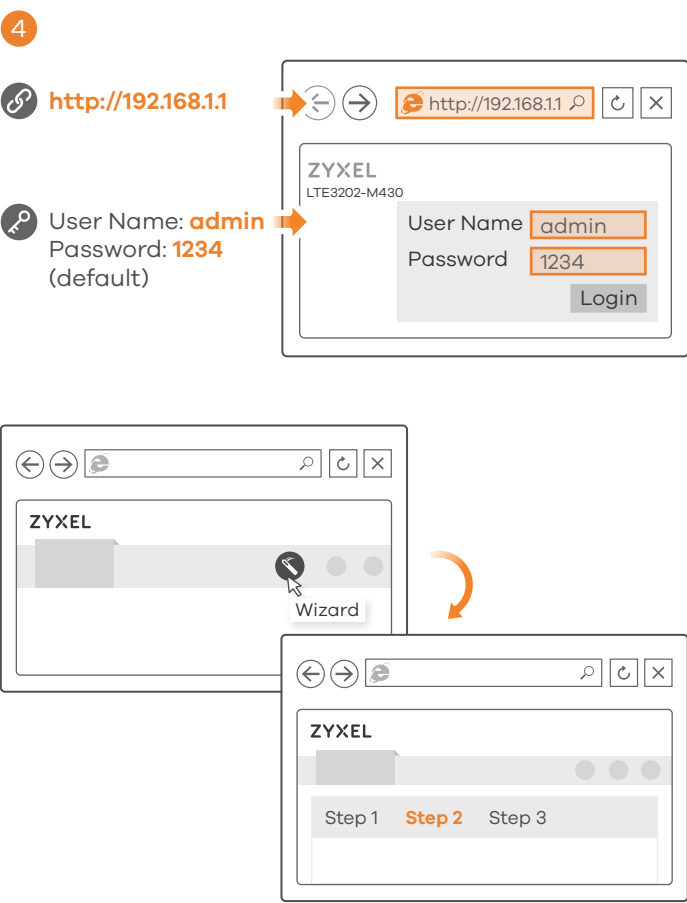 4
http://192.168.1.1
http://192.168.1.1
ZYXEL
LTE3202-M430
User Name: admin
Password: 1234
(default)
User Name admin
Password 1234
Login
ZYXEL
Wizard
ZYXEL
Step 1 Step 2 Step 3